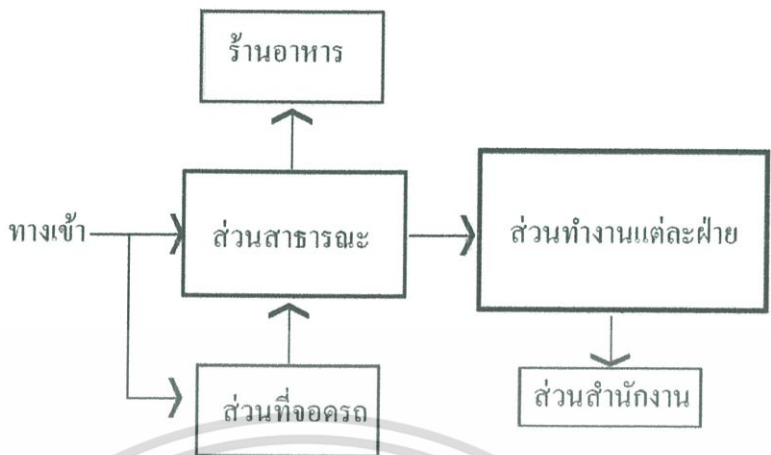 ร้านอาหาร
ทางเข้า
ส่วนสาธารณะ
ส่วนทำงานแต่ละฝ่าย
ส่วนที่จอดรถ
ส่วนสำนักงาน